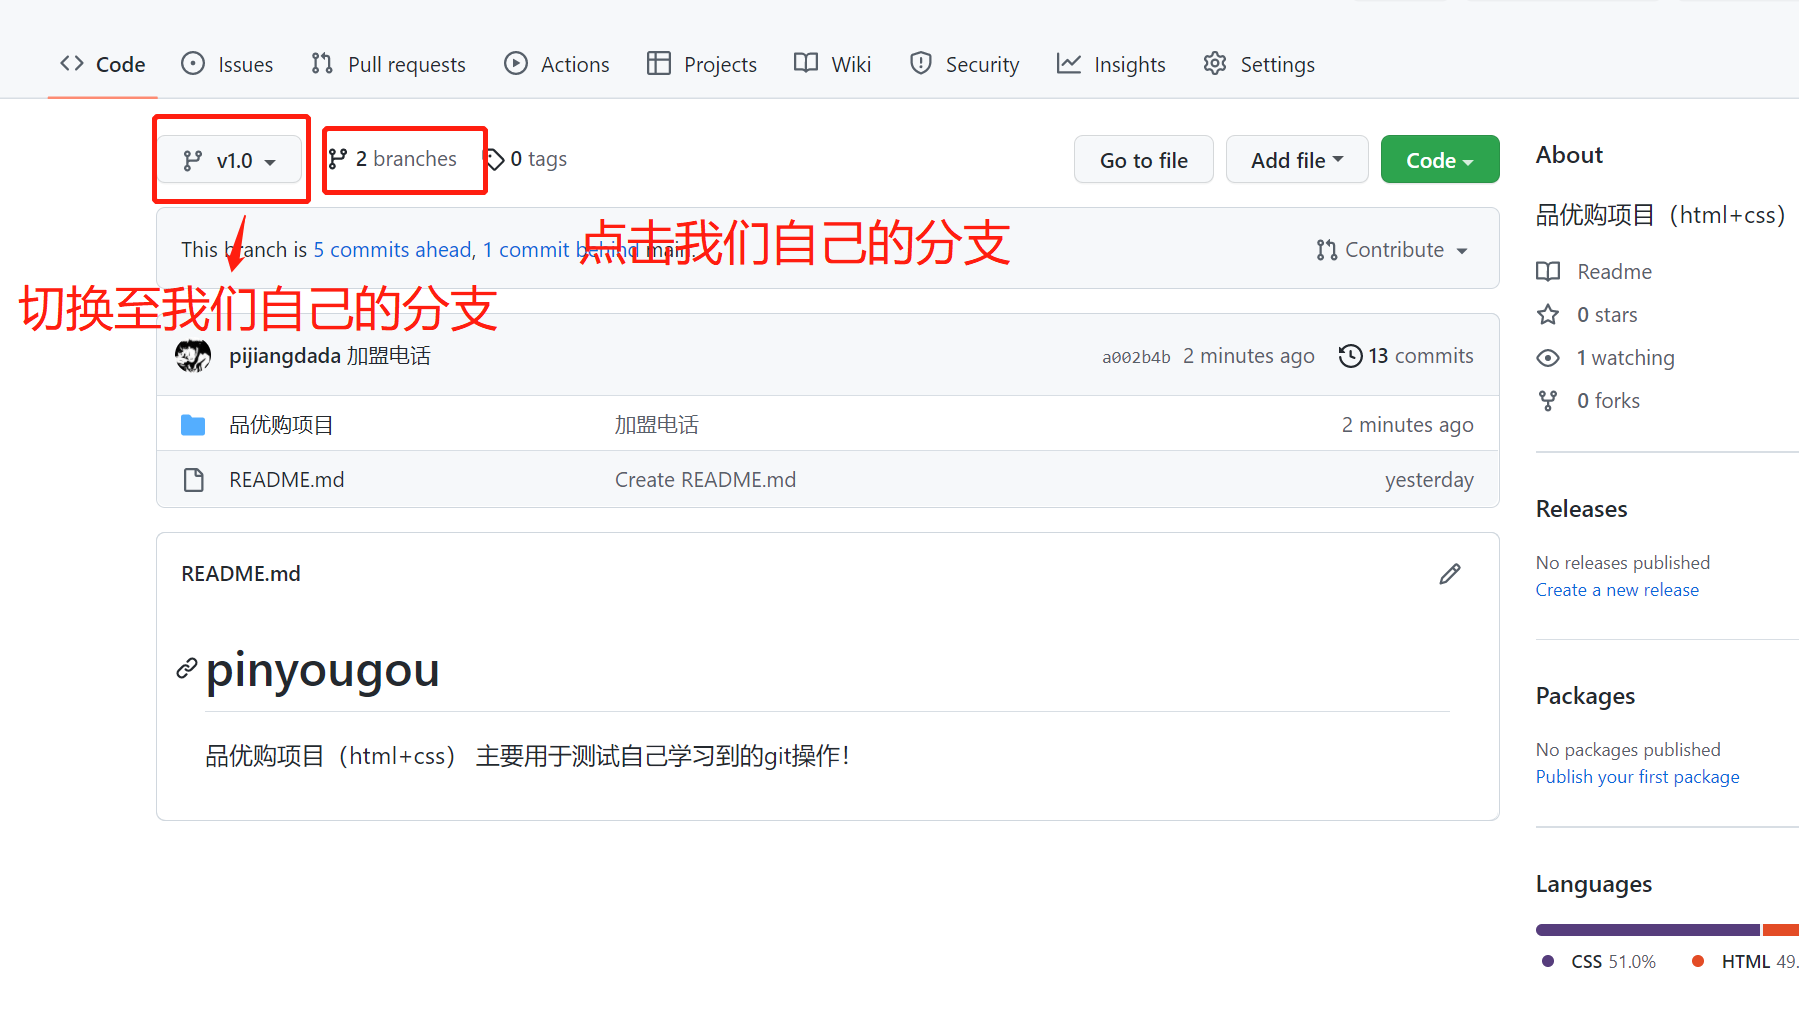 Code Issues Pull requests Actions Projects Wiki Security Insights Settings
v1.0 2 branches 0 tags Go to file Add file Code
This branch is 5 commits ahead, 1 commit behind main.
点击我们自己的分支
Contribute
切换至我们自己的分支
pijiangdada 加盟电话 a002b4b 2 minutes ago 13 commits
品优购项目 加盟电话 2 minutes ago
README.md Create README.md yesterday
README.md
pinyougou
品优购项目（html+css） 主要用于测试自己学习到的git操作！
About
品优购项目（html+css）
Readme
0 stars
1 watching
0 forks
Releases
No releases published
Create a new release
Packages
No packages published
Publish your first package
Languages
CSS 51.0% HTML 49.